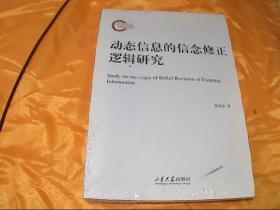 动态信息的信念修正
逻辑研究
Study on the Logic of Belief Revision of Dynamic
Information
著
山东大学出版社